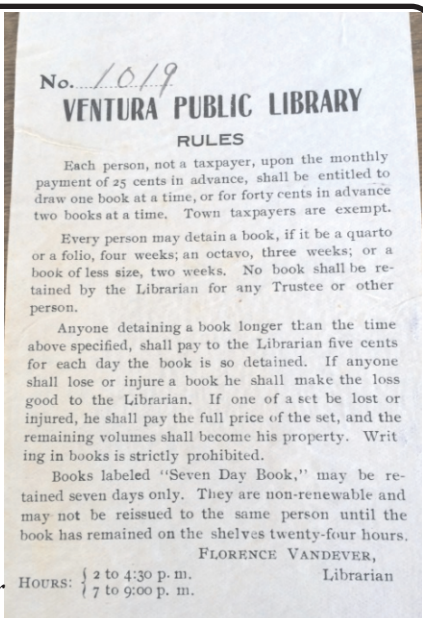 No. 1019
VENTURA PUBLIC LIBRARY
RULES
Each person, not a taxpayer, upon the monthly
payment of 25 cents in advance, shall be entitled to
draw one book at a time, or for forty cents in advance
two books at a time. Town taxpayers are exempt.
Every person may detain a book, if it be a quarto
or a folio, four weeks; an octavo, three weeks; or a
book of less size, two weeks. No book shall be re-
tained by the Librarian for any Trustee or other
person.
Anyone detaining a book longer than the time
above specified, shall pay to the Librarian five cents
for each day the book is so detained. If anyone
shall lose or injure a book he shall make the loss
good to the Librarian. If one of a set be lost or
injured, he shall pay the full price of the set, and the
remaining volumes shall become his property. Writ
ing in books is strictly prohibited.
Books labeled "Seven Day Book," may be re-
tained seven days only. They are non-renewable and
may not be reissued to the same person until the
book has remained on the shelves twenty-four hours.
FLORENCE VANDEVER,
Librarian
HOURS: { 2 to 4:30 p. m.
{ 7 to 9:00 p. m.